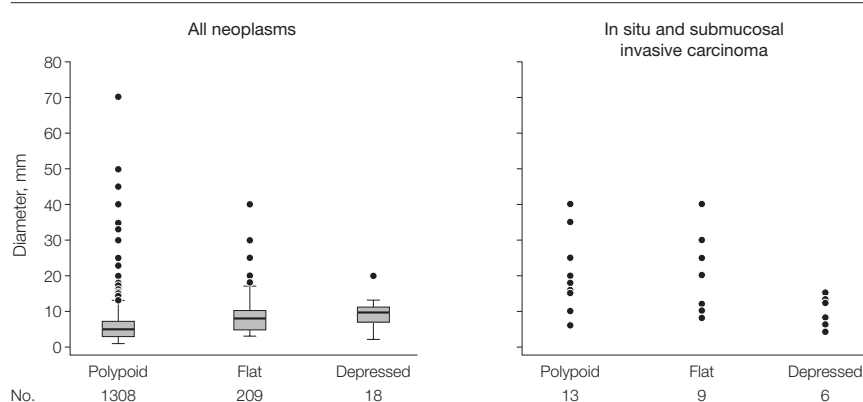 All neoplasms
In situ and submucosal
invasive carcinoma
Diameter, mm
80
70
60
50
40
30
20
10
0
Polypoid Flat Depressed
Polypoid Flat Depressed
No. 1308 209 18
13 9 6